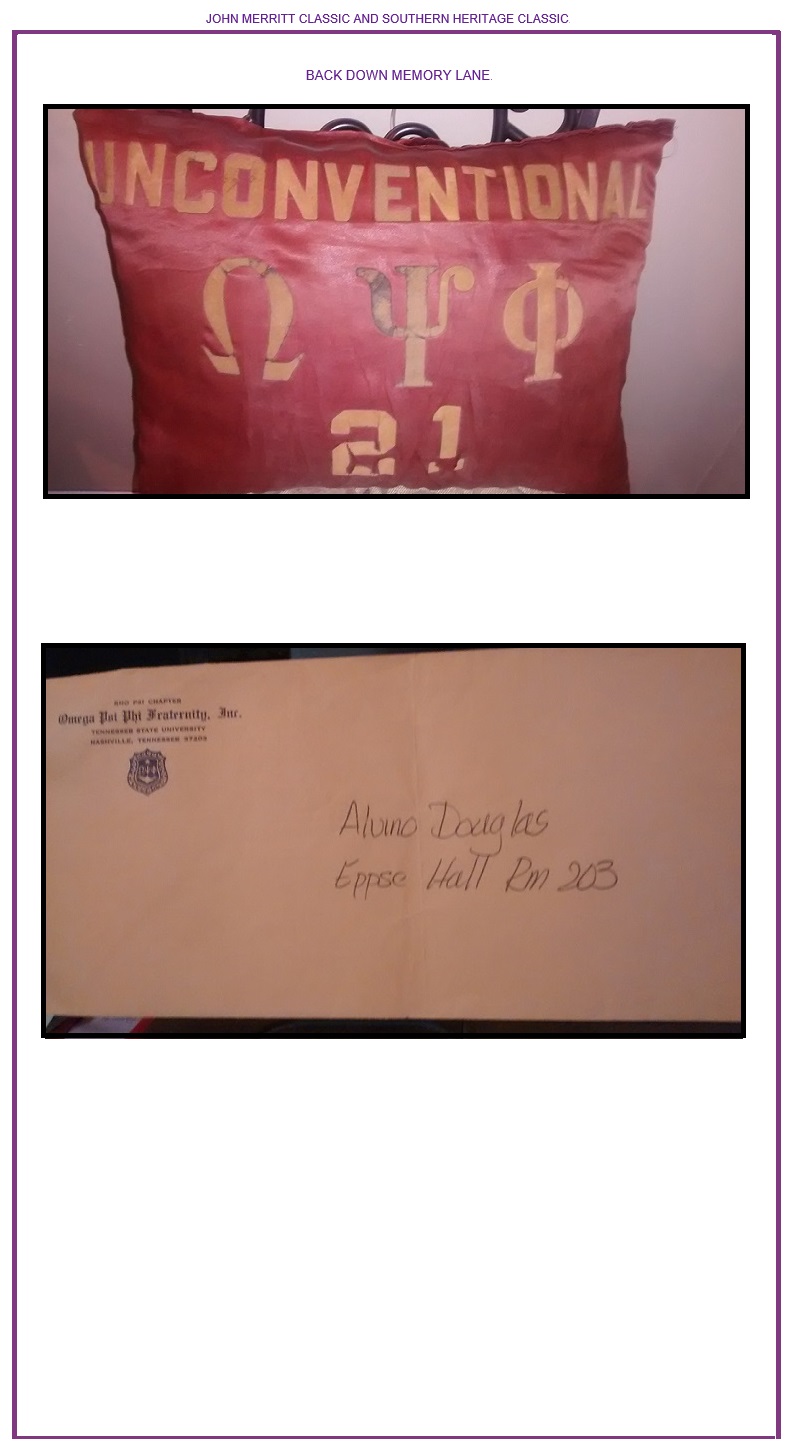 JOHN MERRITT CLASSIC AND SOUTHERN HERITAGE CLASSIC
BACK DOWN MEMORY LANE.
UNCONVENTIONAL
Ω Ψ Φ
21
RHO PSI CHAPTER
Omega Psi Phi Fraternity, Inc.
TENNESSEE STATE UNIVERSITY
NASHVILLE, TENNESSEE 37203
Alvino Douglas
Eppse Hall Rm 203